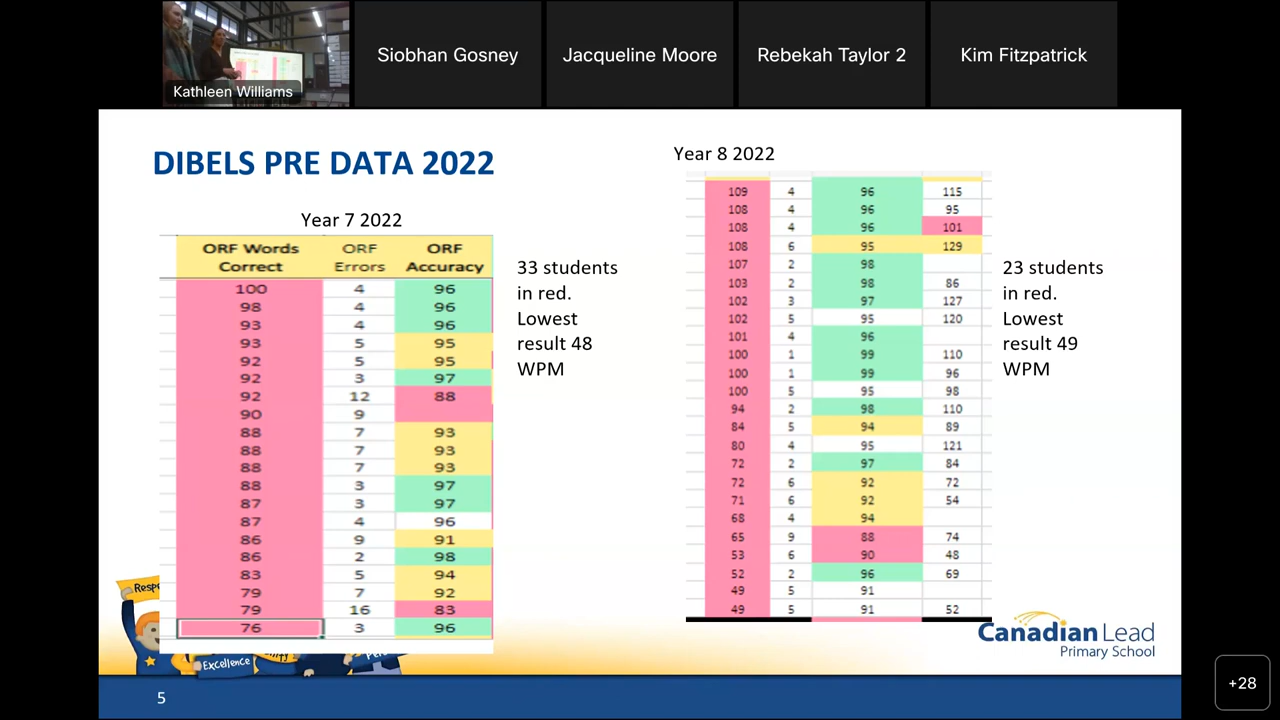 Kathleen Williams
Siobhan Gosney
Jacqueline Moore
Rebekah Taylor 2
Kim Fitzpatrick
DIBELS PRE DATA 2022
Year 7 2022
ORF Words Correct ORF Errors ORF Accuracy
100 4 96
98 4 96
93 4 96
93 5 95
92 5 95
92 3 97
92 12 88
90 9
88 7 93
88 7 93
88 7 93
88 3 97
87 3 97
87 4 96
86 9 91
86 2 98
83 5 94
79 7 92
79 16 83
76 3 96
33 students
in red.
Lowest
result 48
WPM
Year 8 2022
109 4 96 115
108 4 96 95
108 4 96 101
108 6 95 129
107 2 98
103 2 98 86
102 3 97 127
102 5 95 120
101 4 96
100 1 99 110
100 1 99 96
100 5 95 98
94 2 98 110
84 5 94 89
80 4 95 121
72 2 97 84
72 6 92 72
71 6 92 54
68 4 94
65 9 88 74
53 6 90 48
52 2 96 69
49 5 91
49 5 91 52
23 students
in red.
Lowest
result 49
WPM
Excellence
Canadian Lead
Primary School
5
+28